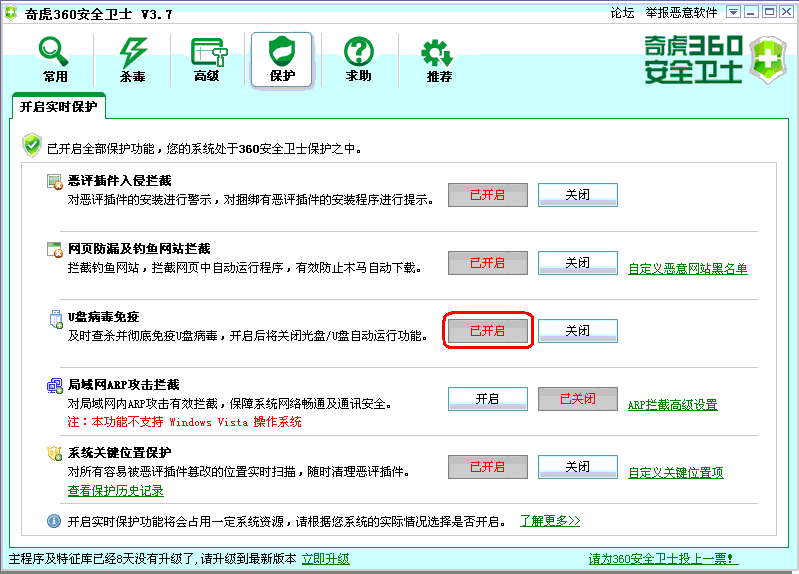 奇虎360安全卫士 V3.7
论坛 举报恶意软件
常用 杀毒 高级 保护 求助 推荐
奇虎360
安全卫士
开启实时保护
已开启全部保护功能，您的系统处于360安全卫士保护之中。
恶评插件入侵拦截
对恶评插件的安装进行警示，对捆绑有恶评插件的安装程序进行提示。
已开启 关闭
网页防漏及钓鱼网站拦截
拦截钓鱼网站，拦截网页中自动运行程序，有效防止木马自动下载。
已开启 关闭 自定义恶意网站黑名单
U盘病毒免疫
及时查杀并彻底免疫U盘病毒，开启后将关闭光盘/U盘自动运行功能。
已开启 关闭
局域网ARP攻击拦截
对局域网内ARP攻击有效拦截，保障系统网络畅通及通讯安全。
注：本功能不支持 Windows Vista 操作系统
开启 已关闭 ARP拦截高级设置
系统关键位置保护
对所有容易被恶评插件篡改的位置实时扫描，随时清理恶评插件。
查看保护历史记录
已开启 关闭 自定义关键位置项
开启实时保护功能将会占用一定系统资源，请根据您系统的实际情况选择是否开启。 了解更多>>
主程序及特征库已经8天没有升级了,请升级到最新版本 立即升级
请为360安全卫士投上一票！